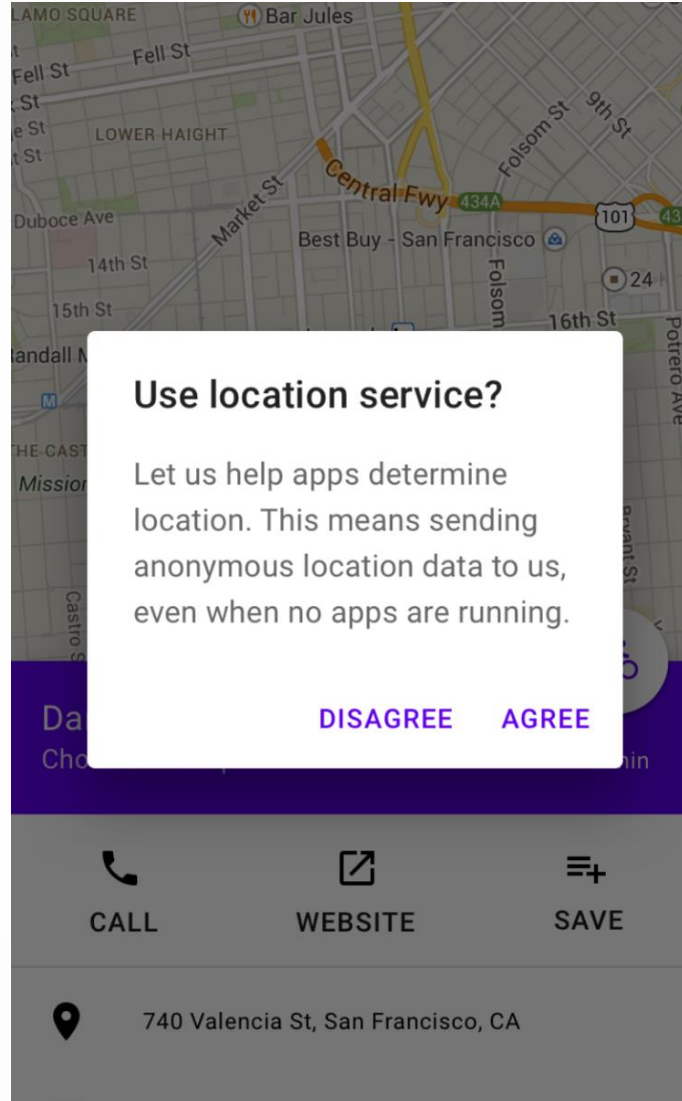 LAMO SQUARE
Bar Jules
Fell St
Fell St
St
St
St
LOWER HAIGHT
Market St
Central Fwy
434A
Folsom St
9th St
101
43
Duboce Ave
Best Buy - San Francisco
14th St
Folsom
24
15th St
16th St
Potrero Ave
Randall M
M
THE CAST
Mission
Castro S
Bryant St
Use location service?
Let us help apps determine
location. This means sending
anonymous location data to us,
even when no apps are running.
DISAGREE AGREE
Da
Cho
min
CALL WEBSITE SAVE
740 Valencia St, San Francisco, CA